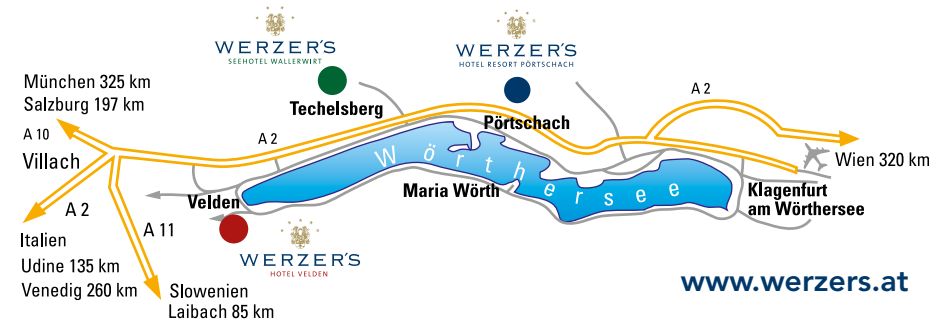 WERZER'S
SEEHOTEL WALLERWIRT
WERZER'S
HOTEL RESORT PÖRTSCHACH
München 325 km
Salzburg 197 km
Techelsberg
Pörtschach
A 2
A 10
A 2
Villach
Wien 320 km
Wörthersee
Velden
Maria Wörth
Klagenfurt
am Wörthersee
A 2
A 11
WERZER'S
HOTEL VELDEN
Italien
Udine 135 km
Venedig 260 km
Slowenien
Laibach 85 km
www.werzers.at